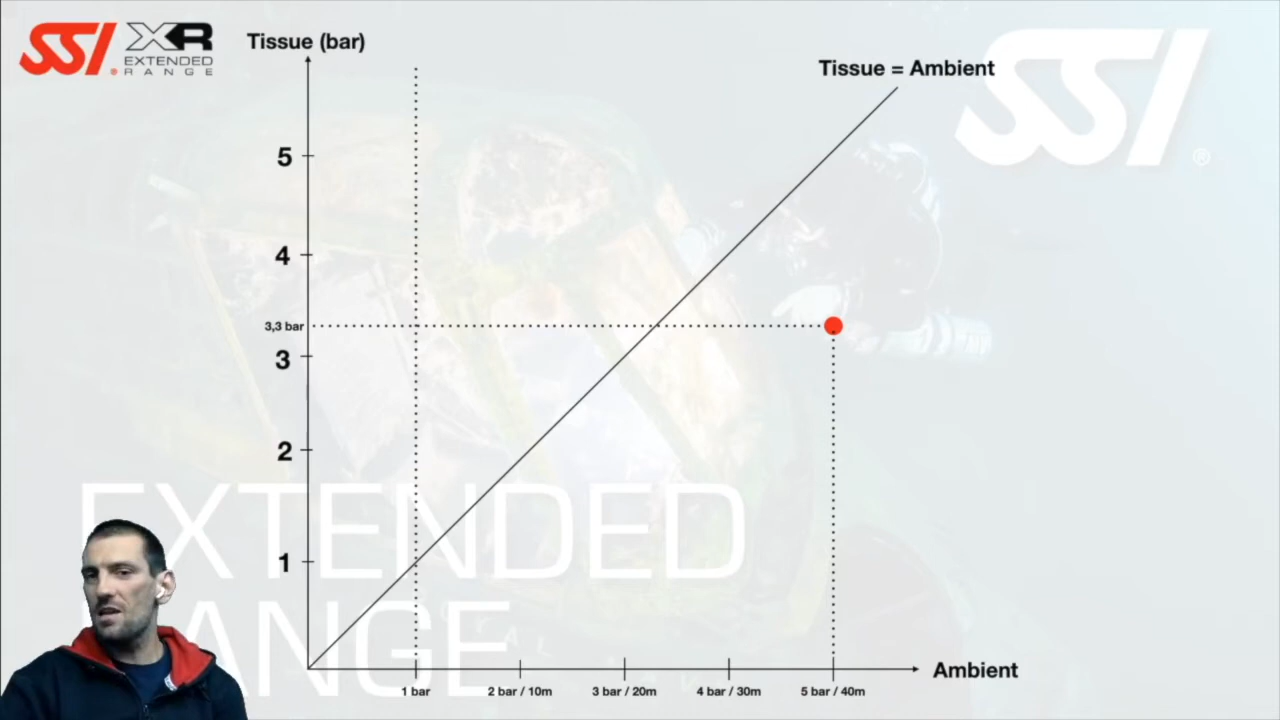 SSI® XR
EXTENDED
RANGE
Tissue (bar)
Tissue = Ambient
SSI®
5
4
3,3 bar
3
2
1
EXTENDED
RANGE
1 bar
2 bar / 10m
3 bar / 20m
4 bar / 30m
5 bar / 40m
Ambient